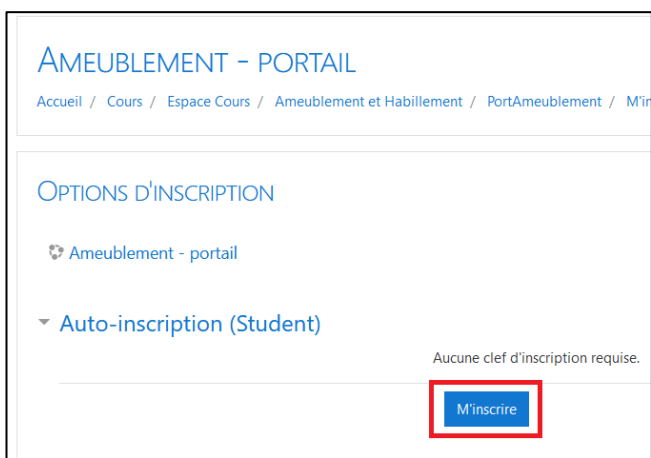 AMEUBLEMENT - PORTAIL
Accueil / Cours / Espace Cours / Ameublement et Habillement / PortAmeublement /
OPTIONS D'INSCRIPTION
Ameublement - portail
Auto-inscription (Student)
Aucune clef d'inscription requise.
M'inscrire